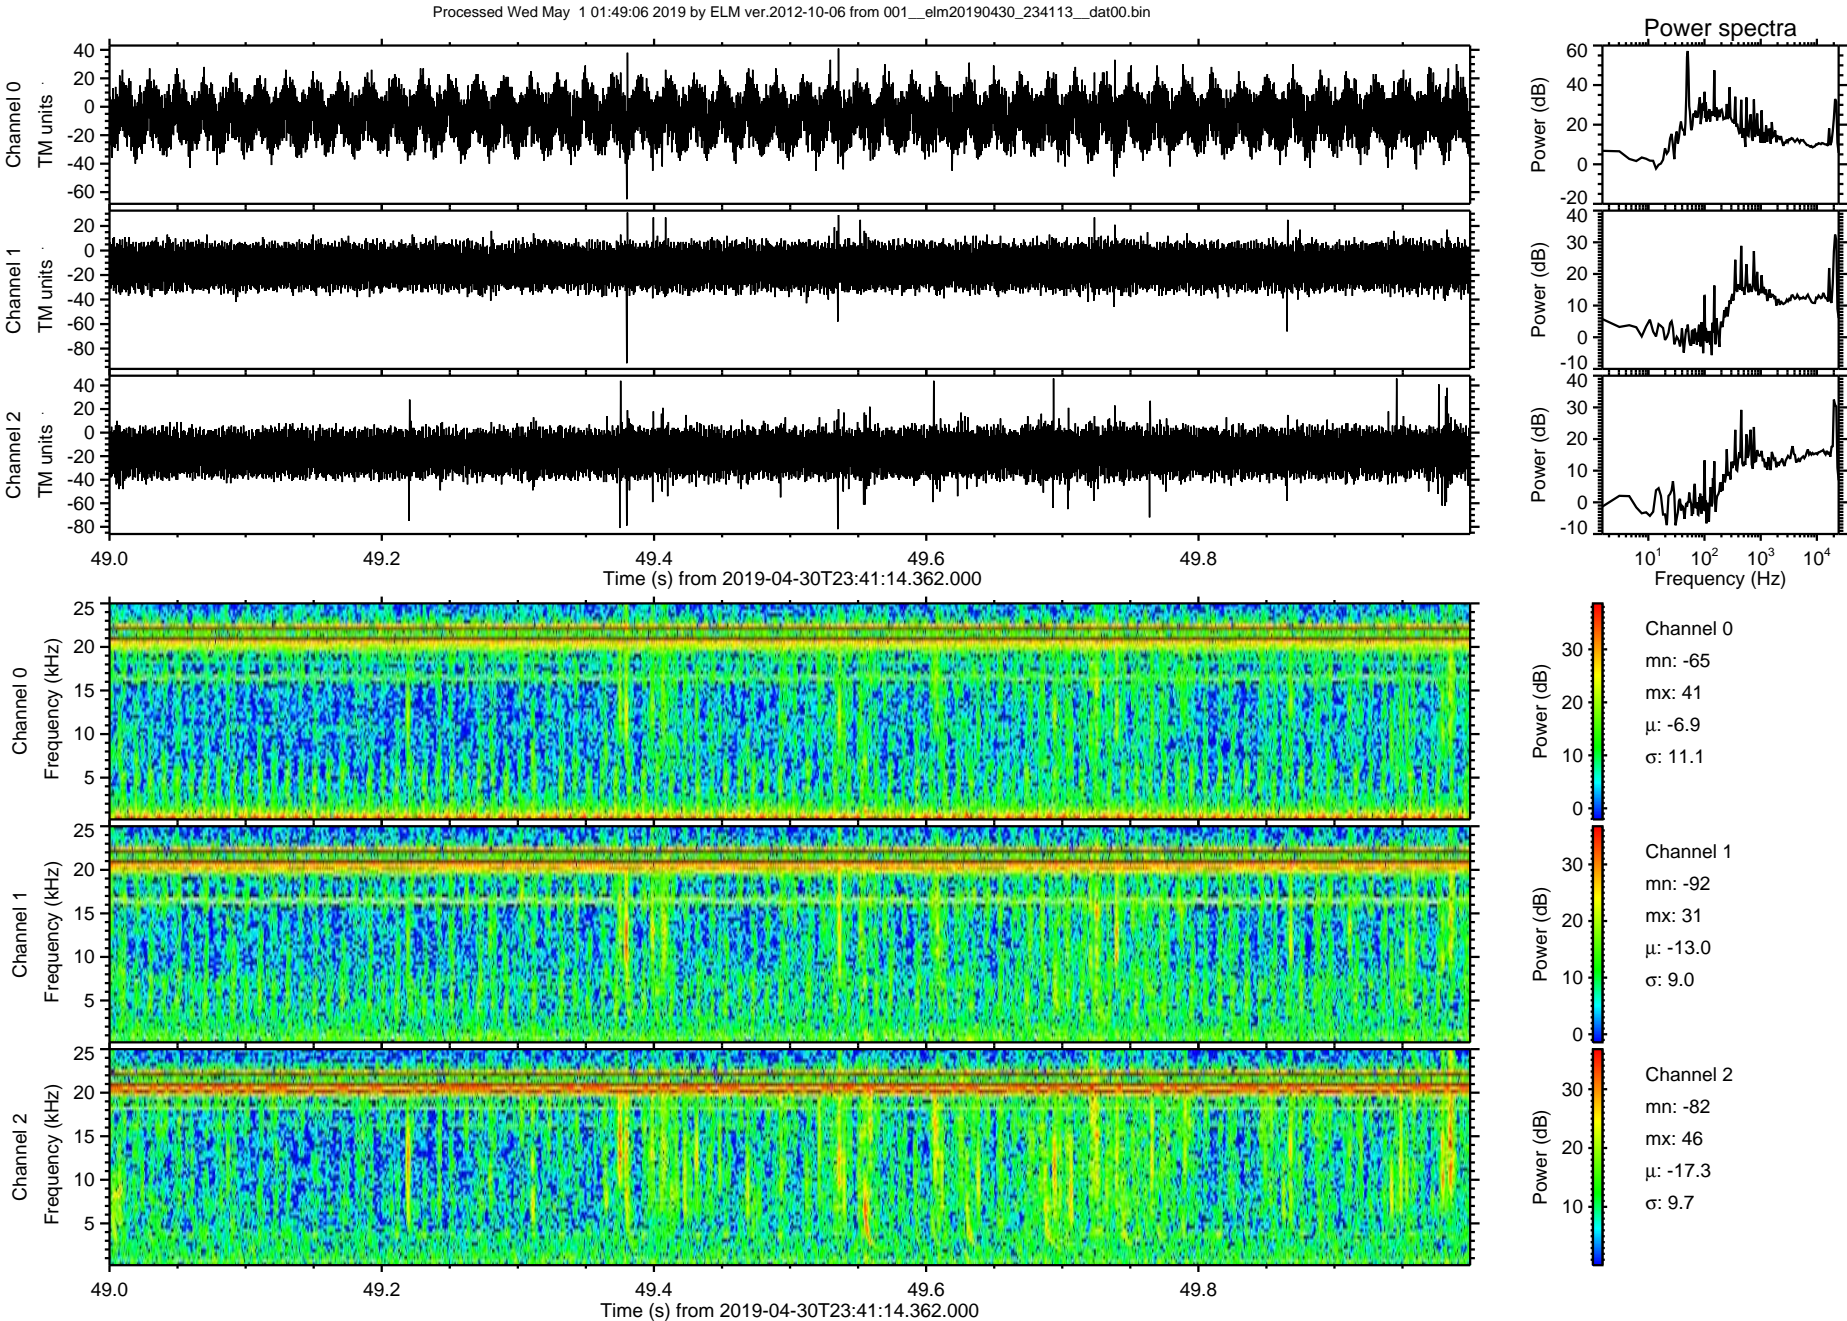 Processed Wed May  1 01:49:06 2019 by ELM ver.2012-10-06 from 001__elm20190430_234113__dat00.bin
Power spectra
Channel 0
TM units
40
20
0
-20
-40
-60
Power (dB)
60
40
20
0
-20
Channel 1
TM units
20
0
-20
-40
-60
-80
Power (dB)
40
30
20
10
0
-10
Channel 2
TM units
40
20
0
-20
-40
-60
-80
Power (dB)
40
30
20
10
0
-10
49.0 49.2 49.4 49.6 49.8
Time (s) from 2019-04-30T23:41:14.362.000
10^1 10^2 10^3 10^4
Frequency (Hz)
Channel 0
Frequency (kHz)
25
20
15
10
5
Power (dB)
30
20
10
0
Channel 0
mn: -65
mx: 41
μ: -6.9
σ: 11.1
Channel 1
Frequency (kHz)
25
20
15
10
5
Power (dB)
30
20
10
0
Channel 1
mn: -92
mx: 31
μ: -13.0
σ: 9.0
Channel 2
Frequency (kHz)
25
20
15
10
5
Power (dB)
30
20
10
Channel 2
mn: -82
mx: 46
μ: -17.3
σ: 9.7
49.0 49.2 49.4 49.6 49.8
Time (s) from 2019-04-30T23:41:14.362.000